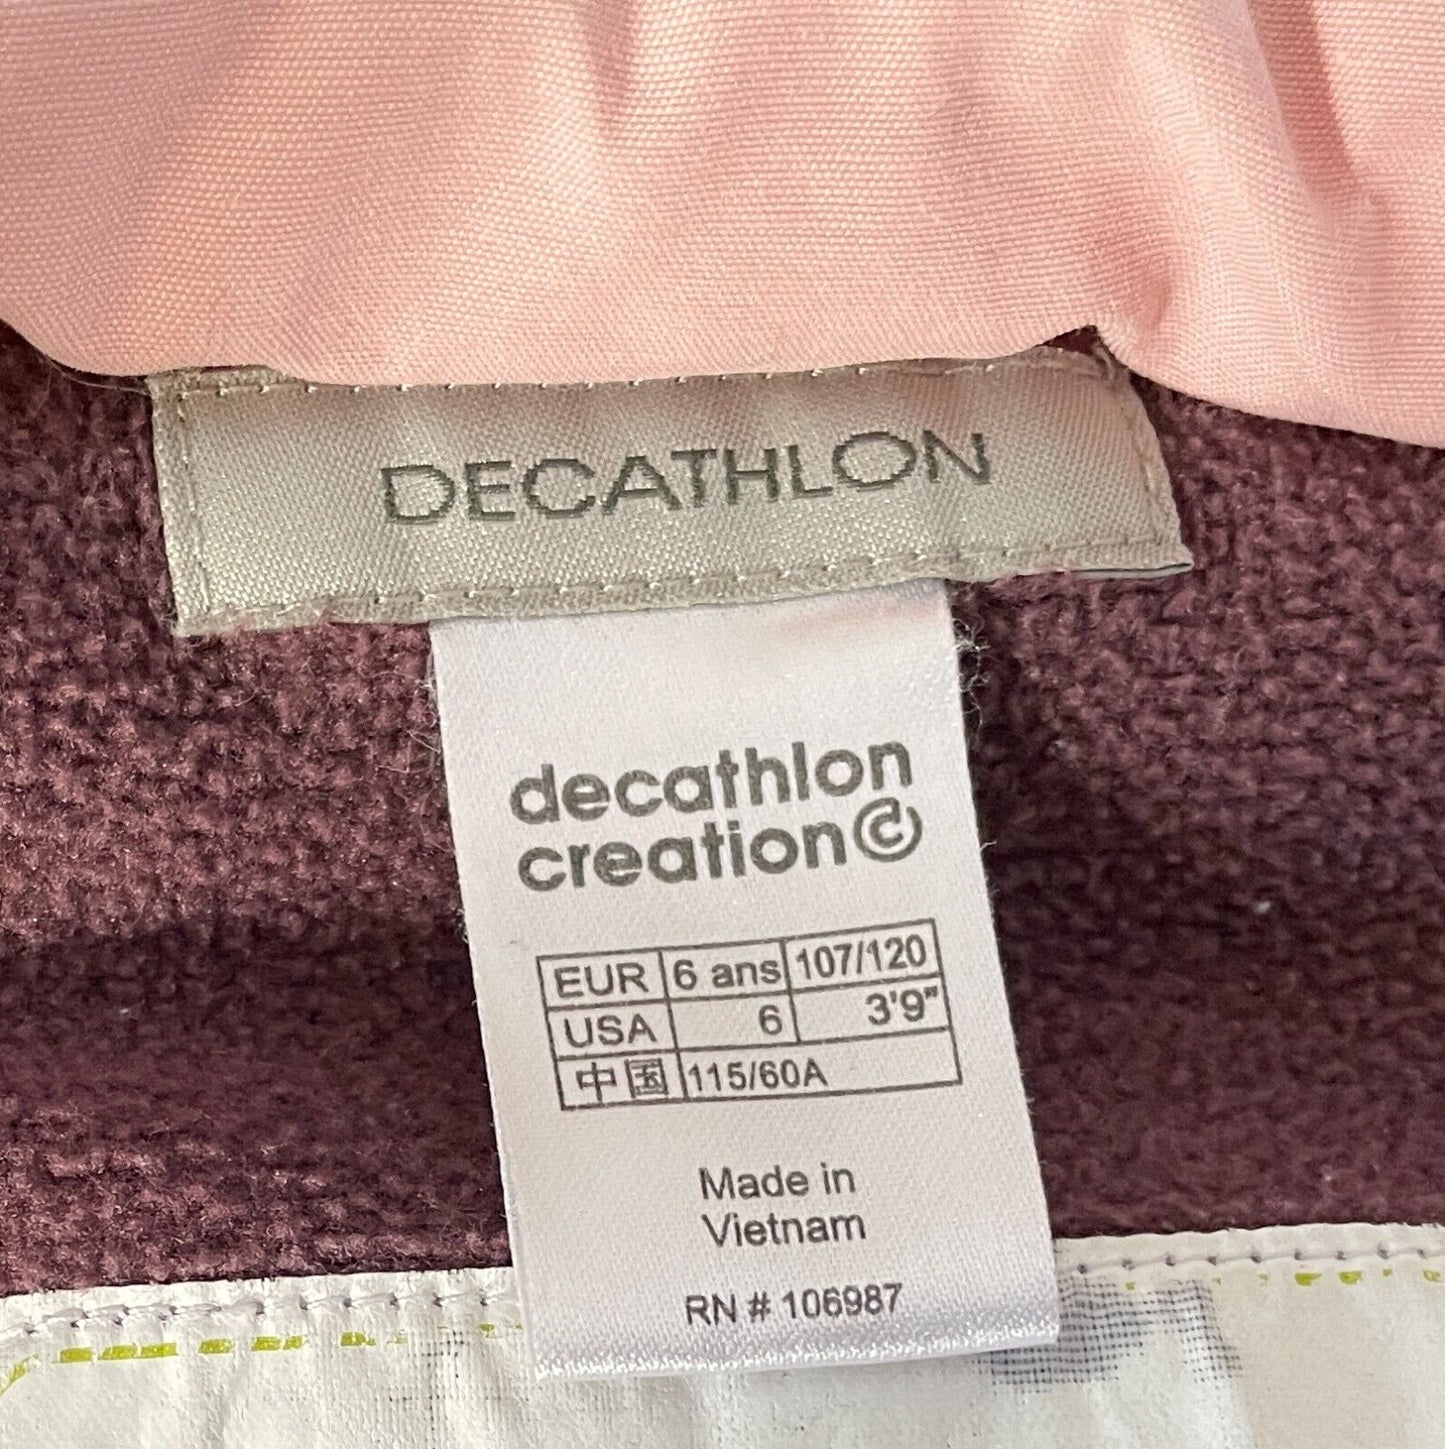 DECATHLON
decathlon
creation ©
EUR 6 ans 107/120
USA 6 3'9"
中国 115/60A
Made in
Vietnam
RN # 106987